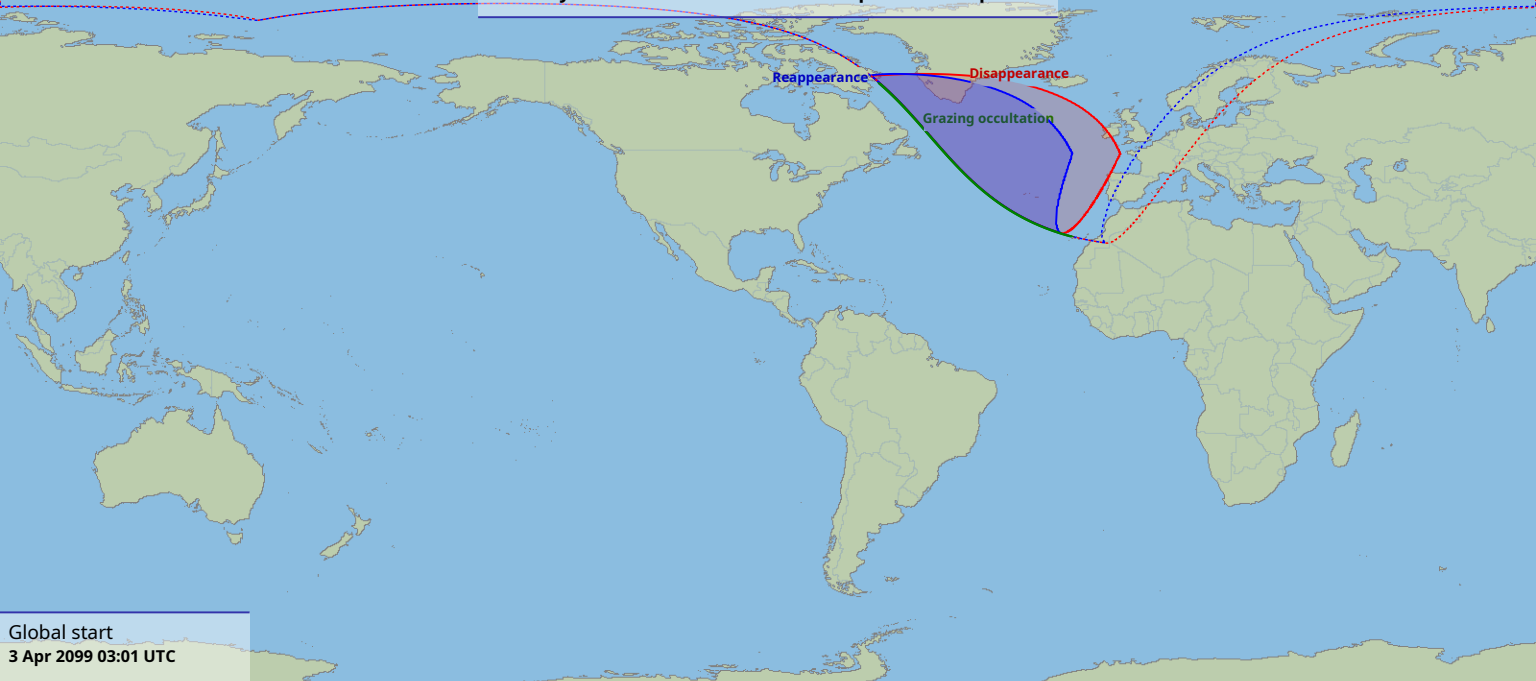 Reappearance
Disappearance
Grazing occultation
Global start
3 Apr 2099 03:01 UTC